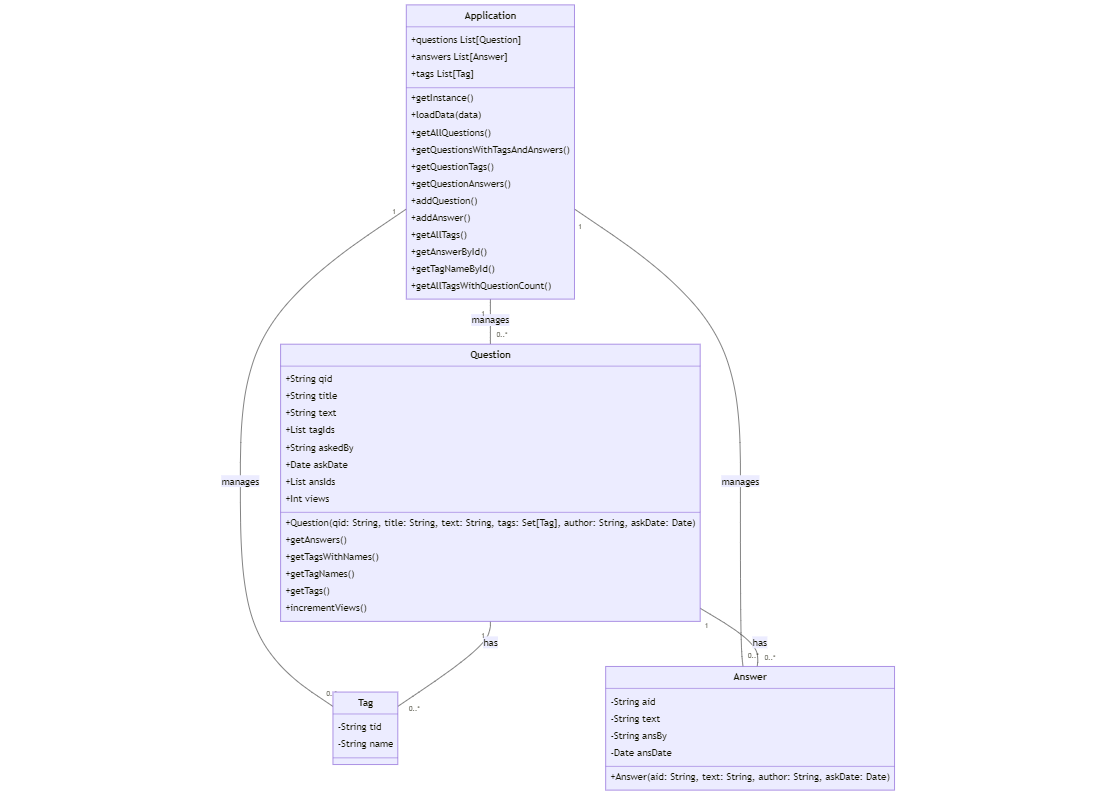 Application
+questions List[Question]
+answers List[Answer]
+tags List[Tag]
+getInstance()
+loadData(data)
+getAllQuestions()
+getQuestionsWithTagsAndAnswers()
+getQuestionTags()
+getQuestionAnswers()
+addQuestion()
+addAnswer()
+getAllTags()
+getAnswerById()
+getTagNameById()
+getAllTagsWithQuestionCount()
1
1
1
manages
0..*
Question
+String qid
+String title
+String text
+List tagIds
+String askedBy
+Date askDate
+List ansIds
+Int views
manages
manages
+Question(qid: String, title: String, text: String, tags: Set[Tag], author: String, askDate: Date)
+getAnswers()
+getTagsWithNames()
+getTagNames()
+getTags()
+incrementViews()
1
1
has
has
0..
0..*
0..
0..*
Tag
-String tid
-String name
Answer
-String aid
-String text
-String ansBy
-Date ansDate
+Answer(aid: String, text: String, author: String, askDate: Date)